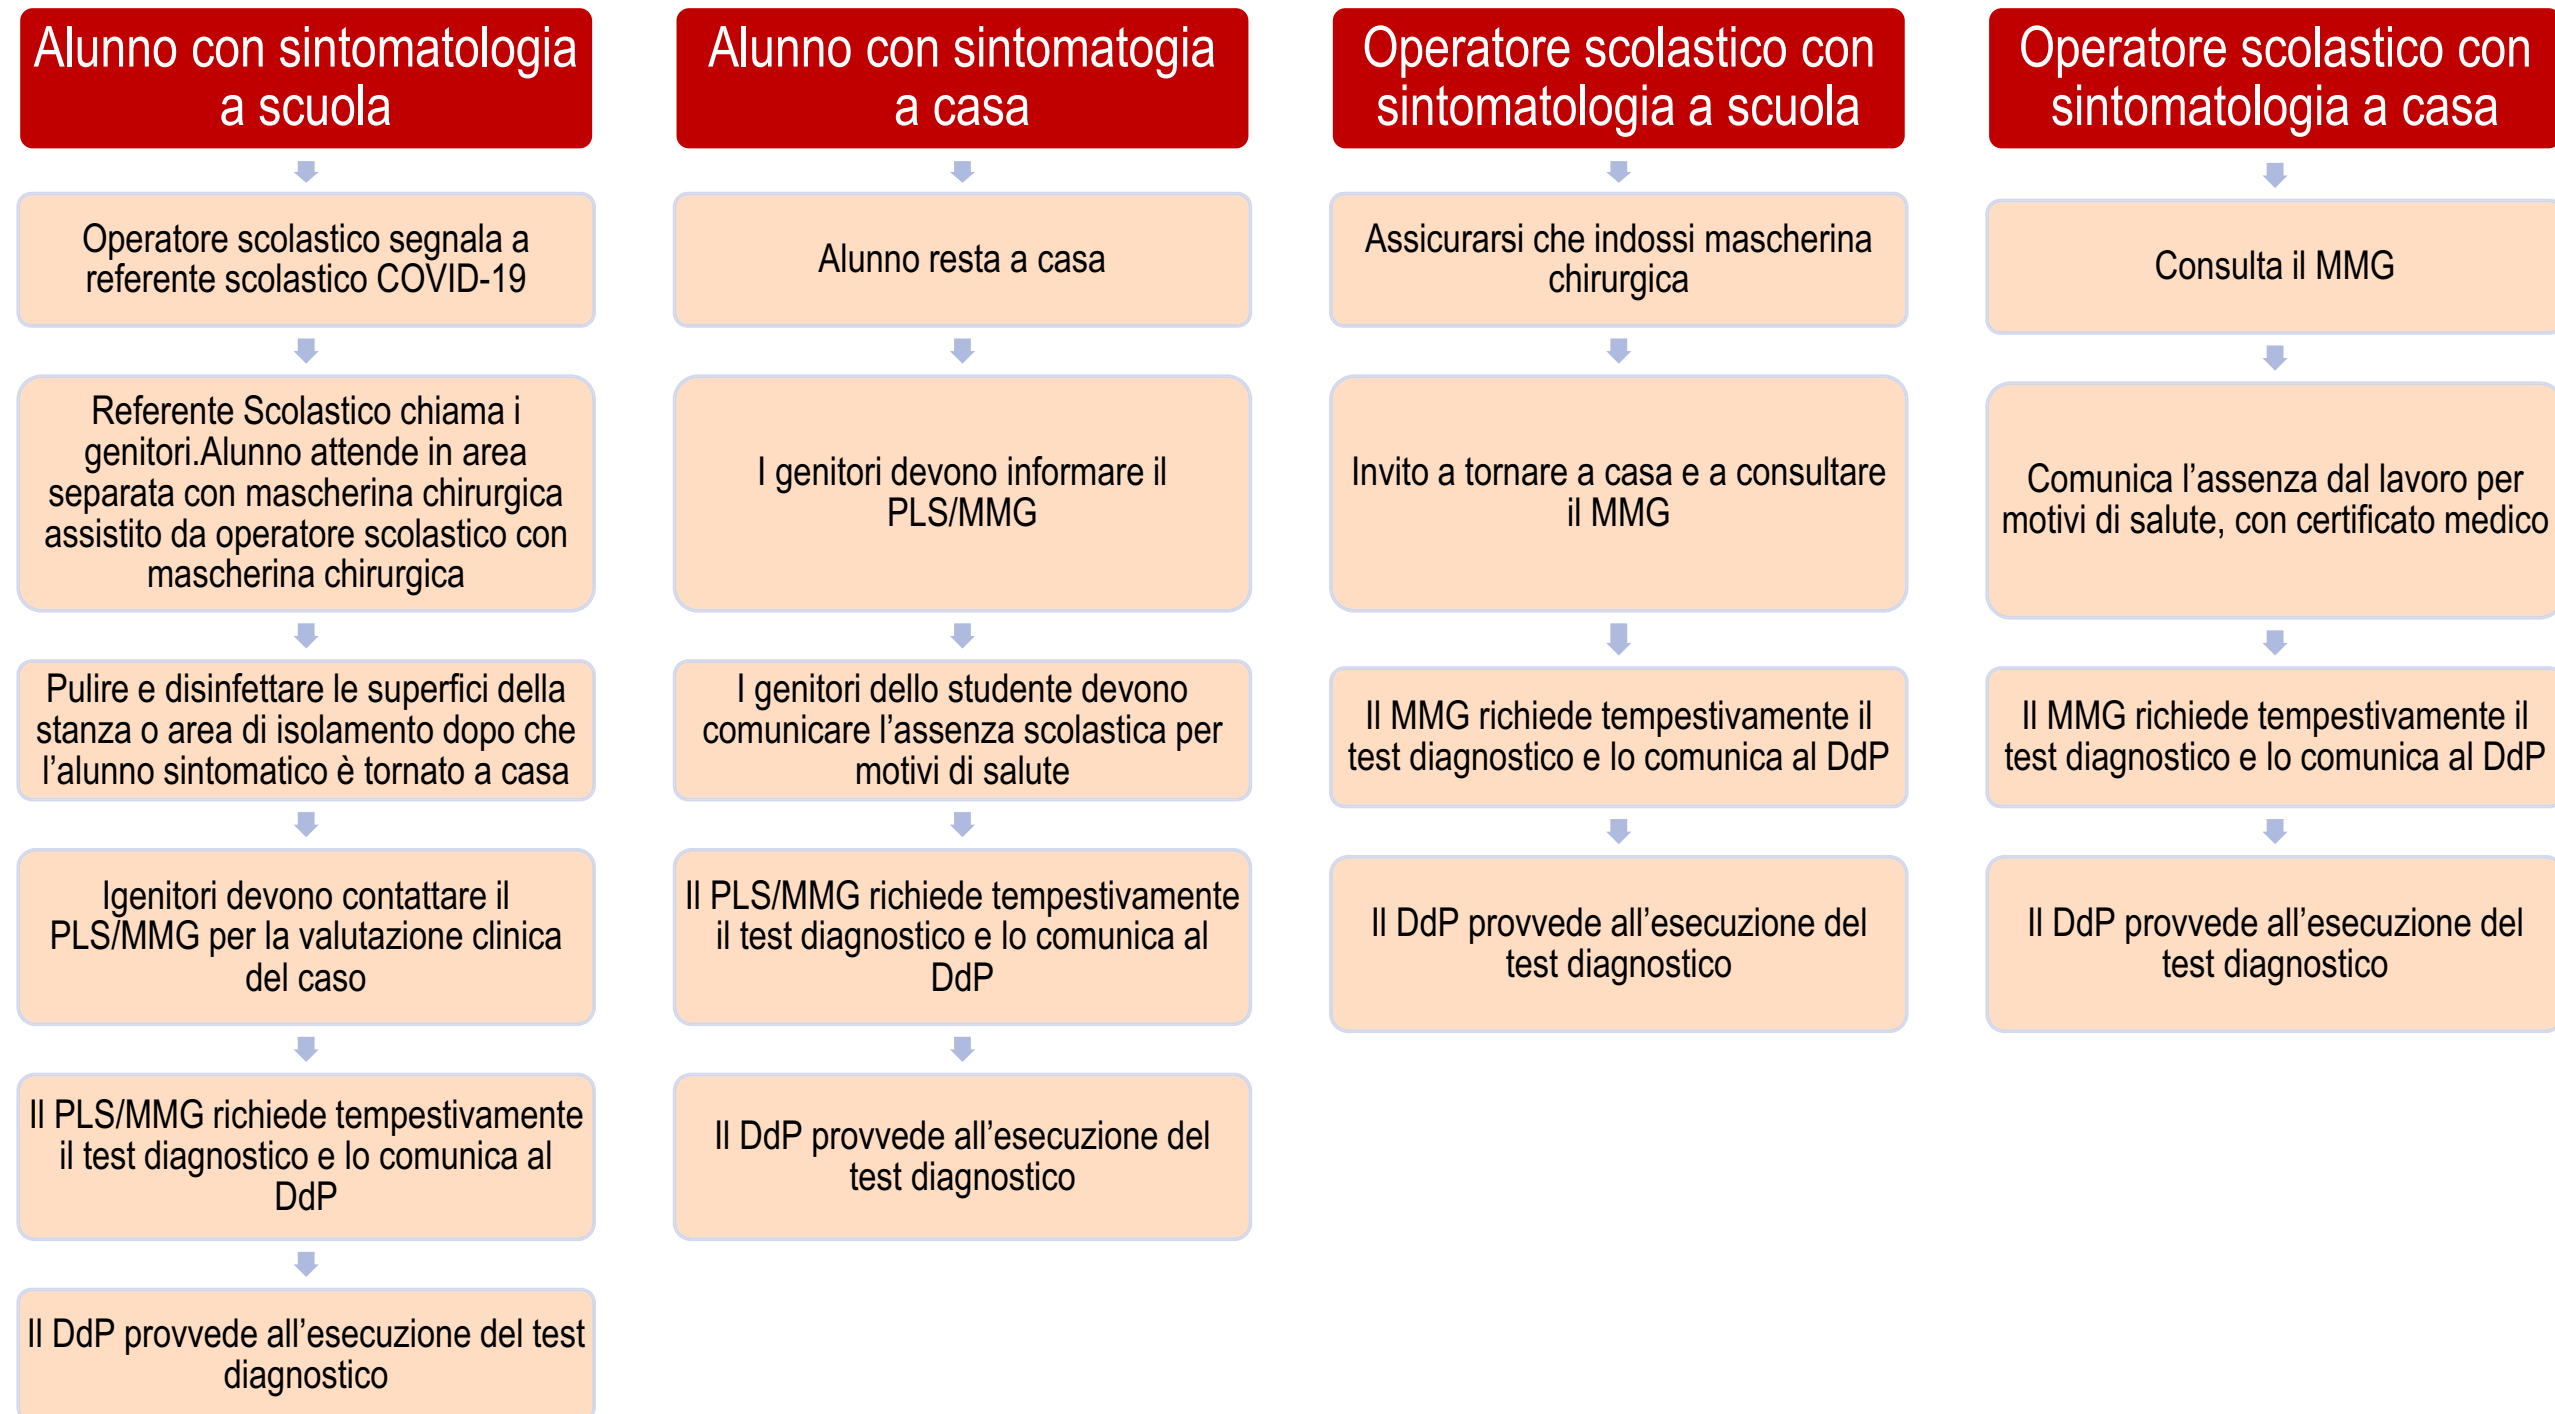 Alunno con sintomatologia
a scuola
Operatore scolastico segnala a
referente scolastico COVID-19
Referente Scolastico chiama i
genitori.Alunno attende in area
separata con mascherina chirurgica
assistito da operatore scolastico con
mascherina chirurgica
Pulire e disinfettare le superfici della
stanza o area di isolamento dopo che
l’alunno sintomatico è tornato a casa
Igenitori devono contattare il
PLS/MMG per la valutazione clinica
del caso
Il PLS/MMG richiede tempestivamente
il test diagnostico e lo comunica al
DdP
Il DdP provvede all’esecuzione del test
diagnostico
Alunno con sintomatogia
a casa
Alunno resta a casa
I genitori devono informare il
PLS/MMG
I genitori dello studente devono
comunicare l’assenza scolastica per
motivi di salute
Il PLS/MMG richiede tempestivamente
il test diagnostico e lo comunica al
DdP
Il DdP provvede all’esecuzione del
test diagnostico
Operatore scolastico con
sintomatologia a scuola
Assicurarsi che indossi mascherina
chirurgica
Invito a tornare a casa e a consultare
il MMG
Il MMG richiede tempestivamente il
test diagnostico e lo comunica al DdP
Il DdP provvede all’esecuzione del
test diagnostico
Operatore scolastico con
sintomatologia a casa
Consulta il MMG
Comunica l’assenza dal lavoro per
motivi di salute, con certificato medico
Il MMG richiede tempestivamente il
test diagnostico e lo comunica al DdP
Il DdP provvede all’esecuzione del
test diagnostico